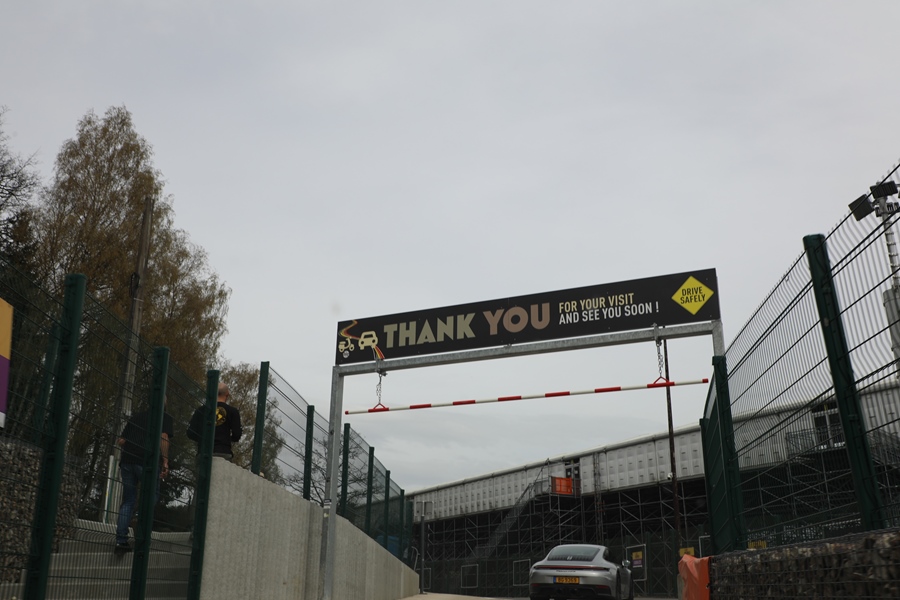 THANK YOU
FOR YOUR VISIT
AND SEE YOU SOON !
DRIVE
SAFELY